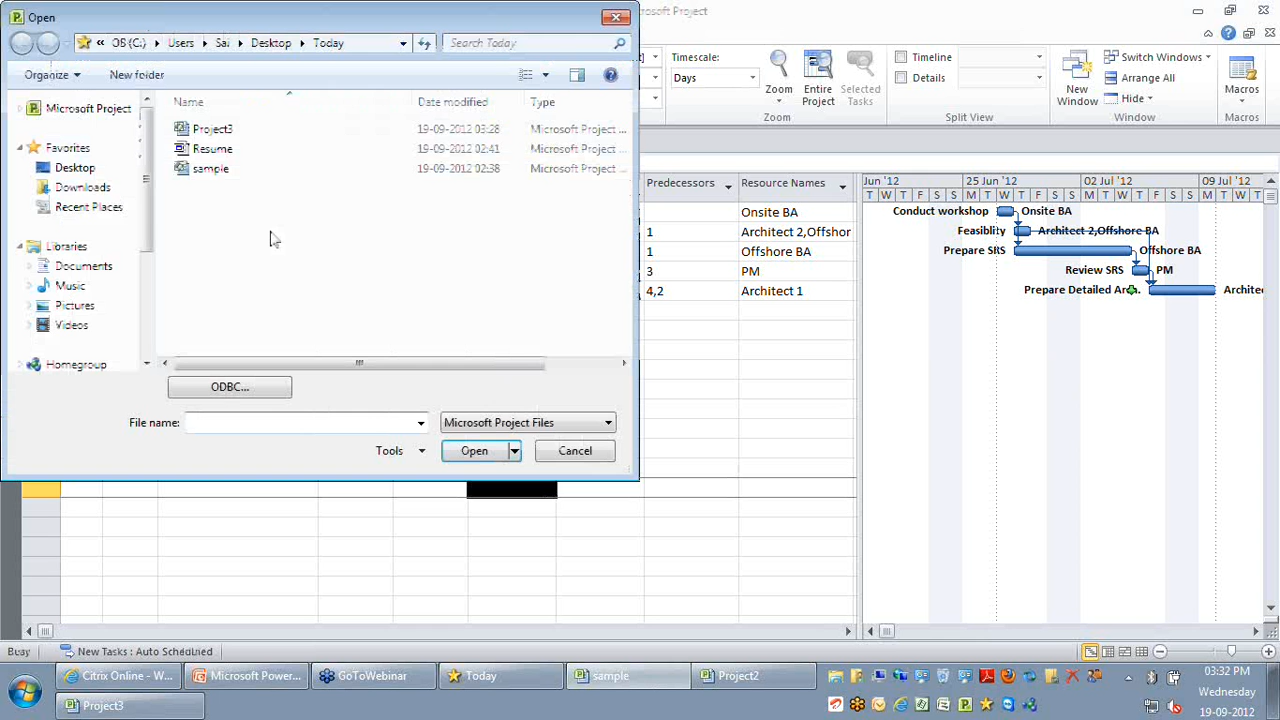 Open
rosoft Project
« OS (C:) Users Sai Desktop Today
Search Today
Organize
New folder
Microsoft Project
Favorites
Desktop
Downloads
Recent Places
Libraries
Documents
Music
Pictures
Videos
Homegroup
Name Date modified Type
Project3 19-09-2012 03:28 Microsoft Project ...
Resume 19-09-2012 02:41 Microsoft Project ...
sample 19-09-2012 02:38 Microsoft Project ...
ODBC...
File name:
Microsoft Project Files
Tools
Open
Cancel
Timescale:
Days
Zoom
Entire Project
Selected Tasks
Zoom
Timeline
Details
Split View
New Window
Switch Windows
Arrange All
Hide
Window
Macros
Macros
Predecessors Resource Names
Onsite BA
1 Architect 2,Offshor
1 Offshore BA
3 PM
4,2 Architect 1
Jun '12 25 Jun '12 02 Jul '12 09 Jul '12
T W T F S S M T W T F S S M T W T F S S M T W T
Conduct workshop Onsite BA
Feasiblity Architect 2,Offshore BA
Prepare SRS Offshore BA
Review SRS PM
Prepare Detailed Arch. Architec
Busy
New Tasks : Auto Scheduled
Citrix Online - W...
Microsoft Power...
GoToWebinar
Today
sample
Project2
Project3
03:32 PM
Wednesday
19-09-2012